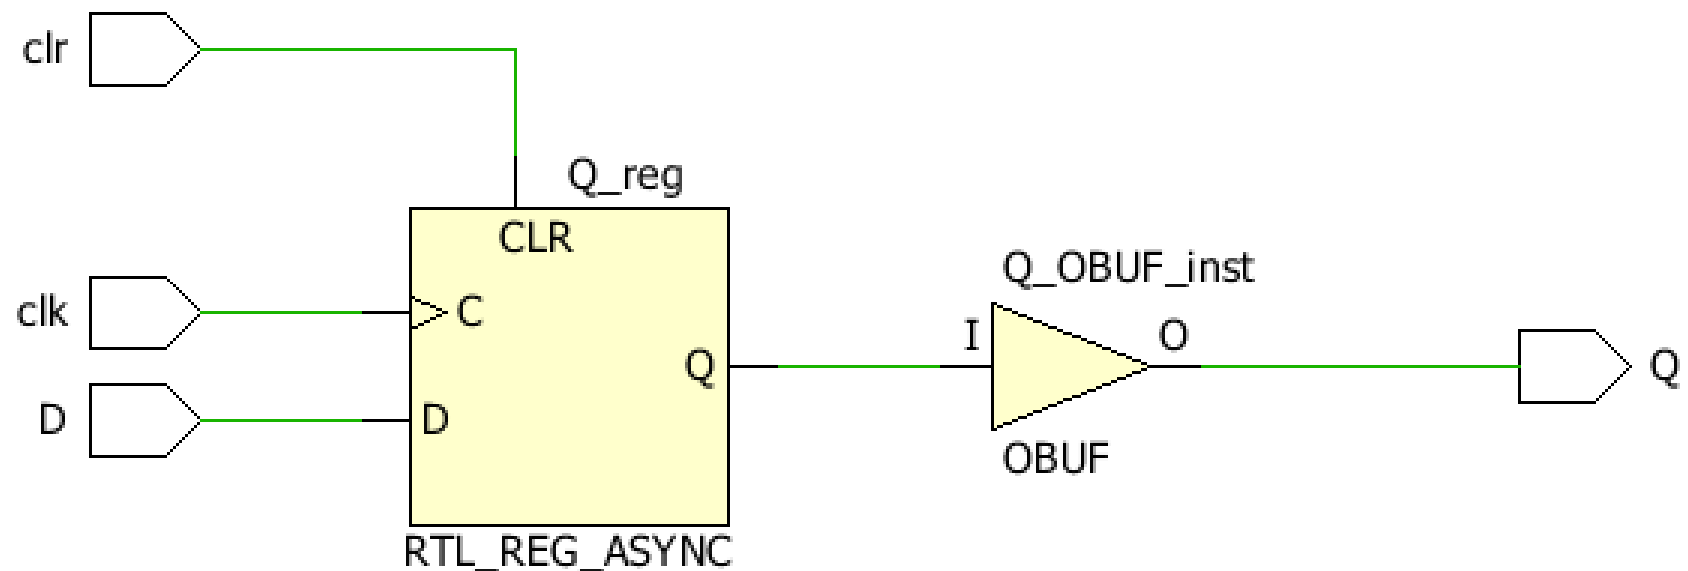 clr
Q_reg
CLR
clk
C
Q_OBUF_inst
I
O
Q
Q
D
D
OBUF
RTL_REG_ASYNC